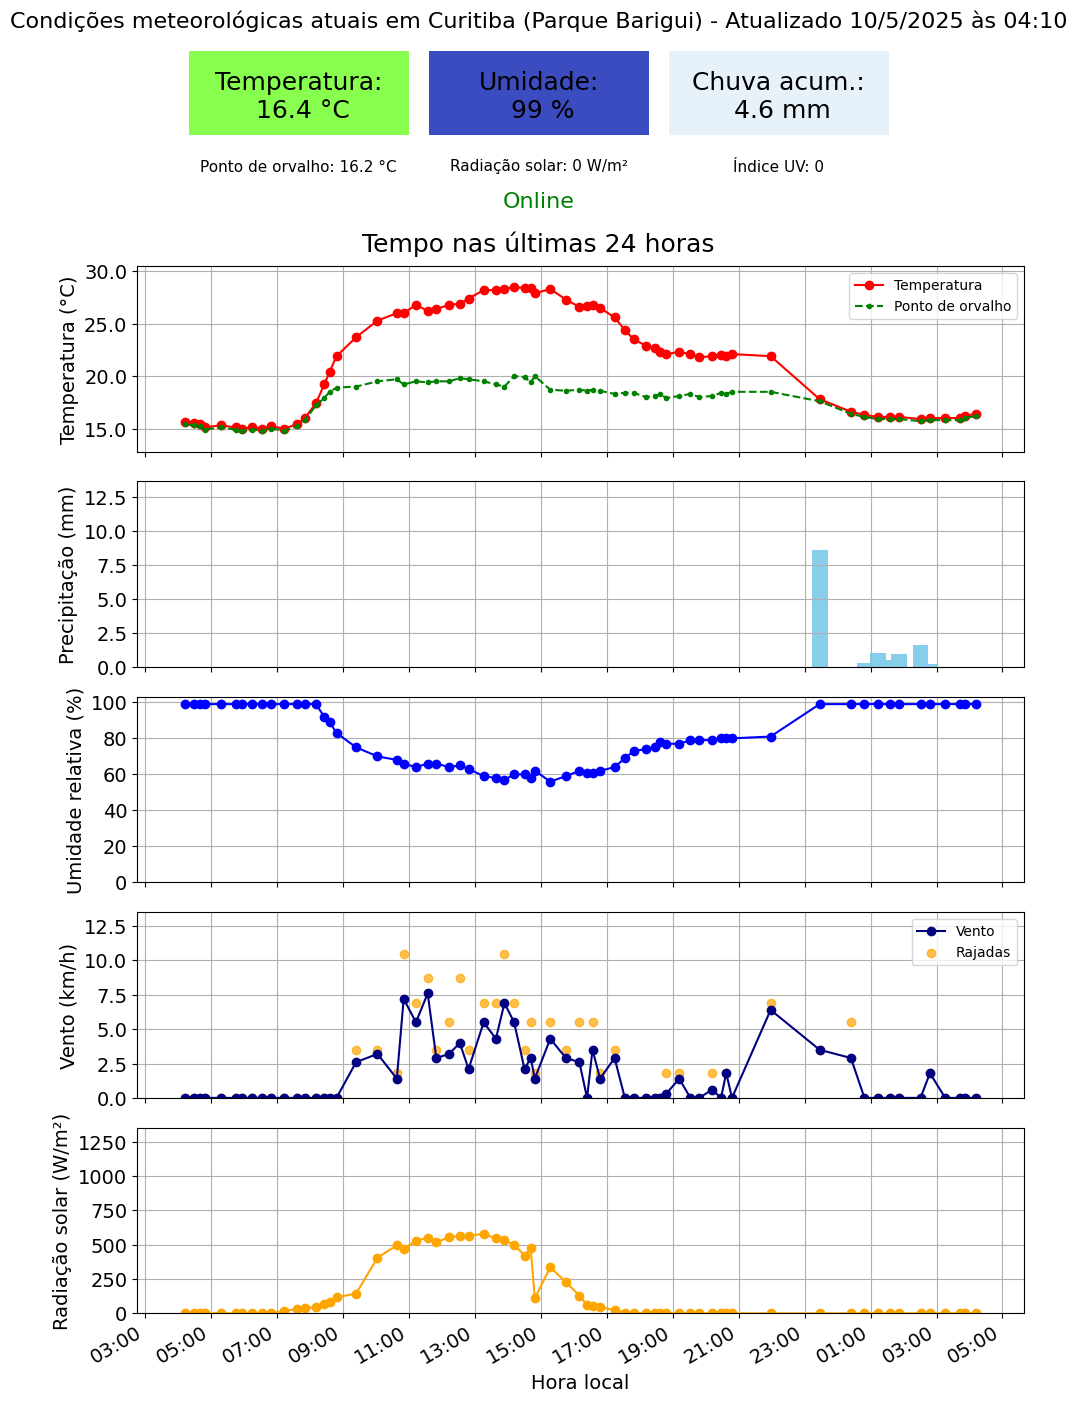 Condições meteorológicas atuais em Curitiba (Parque Barigui) - Atualizado 10/5/2025 às 04:10
Temperatura:
16.4 °C
Umidade:
99 %
Chuva acum.:
4.6 mm
Ponto de orvalho: 16.2 °C
Radiação solar: 0 W/m²
Índice UV: 0
Online
Tempo nas últimas 24 horas
Temperatura (°C)
30.0
25.0
20.0
15.0
Temperatura
Ponto de orvalho
Precipitação (mm)
12.5
10.0
7.5
5.0
2.5
0.0
Umidade relativa (%)
100
80
60
40
20
0
Vento (km/h)
12.5
10.0
7.5
5.0
2.5
0.0
Vento
Rajadas
Radiação solar (W/m²)
1250
1000
750
500
250
0
03:00
05:00
07:00
09:00
11:00
13:00
15:00
17:00
19:00
21:00
23:00
01:00
03:00
05:00
Hora local